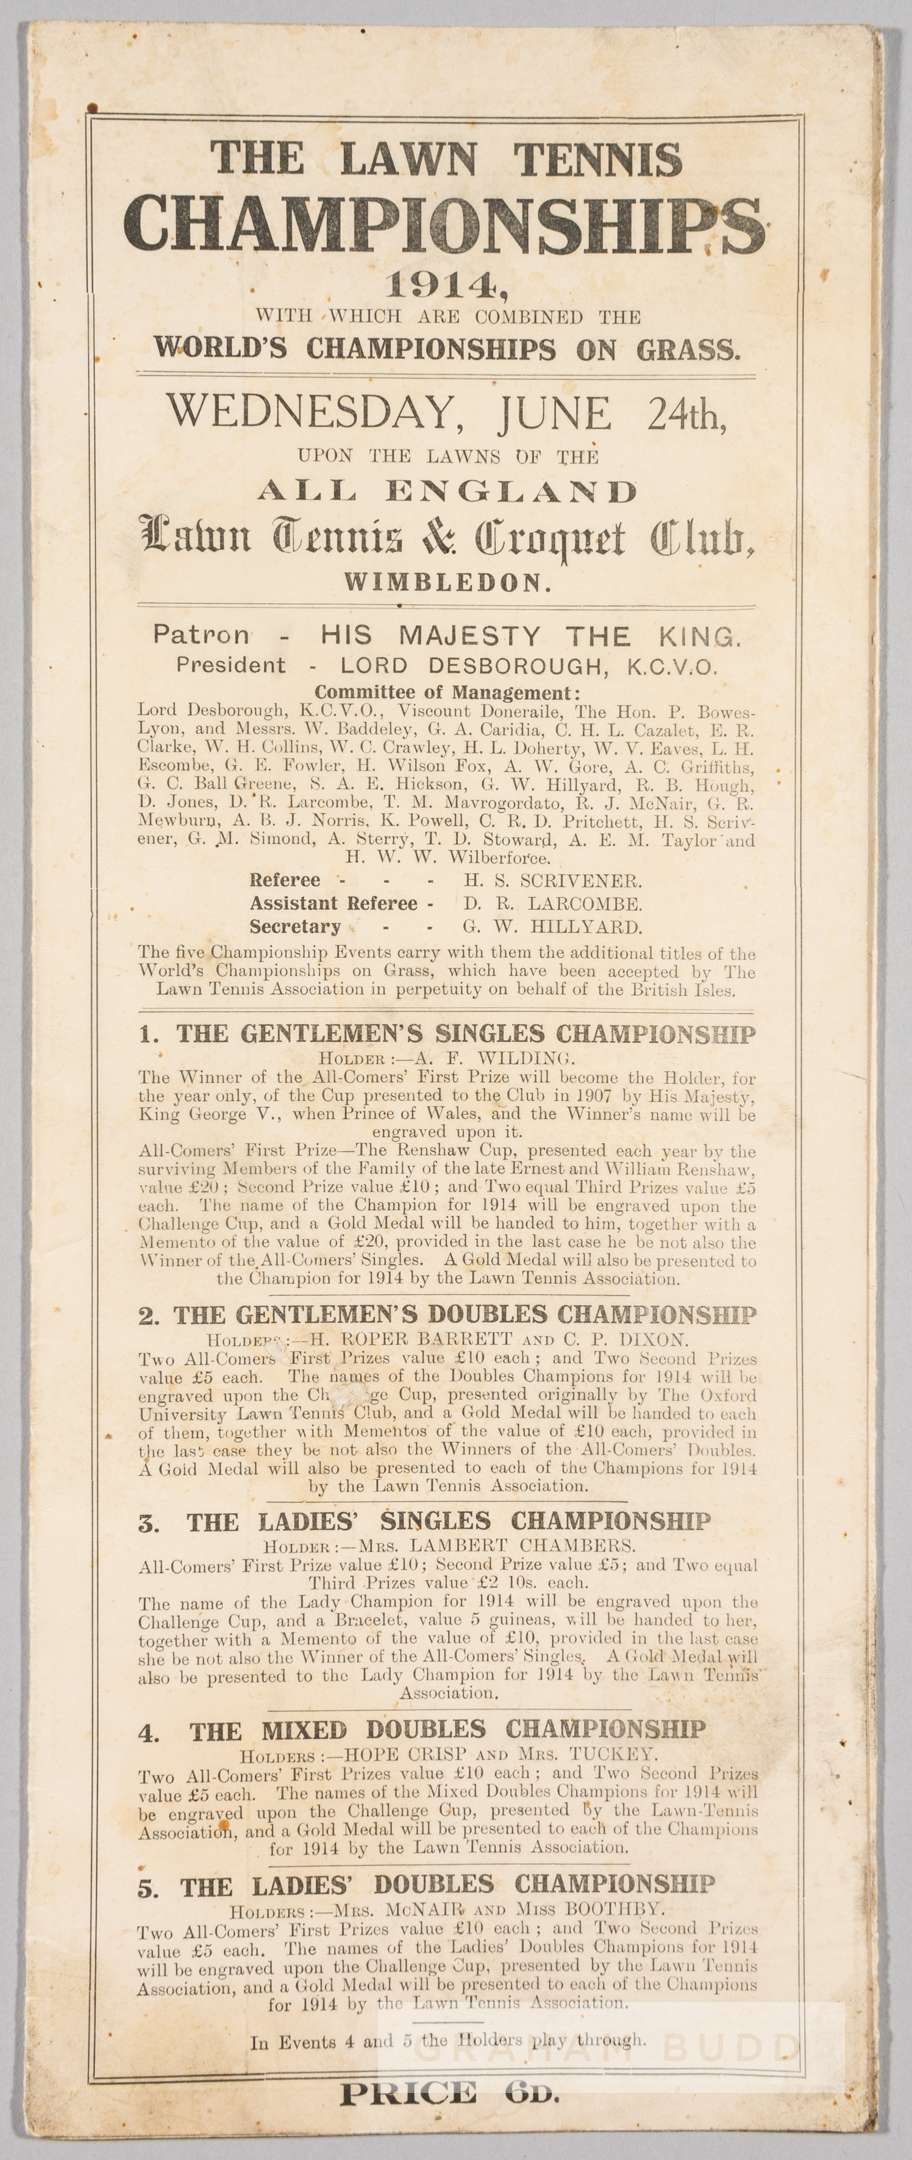 THE LAWN TENNIS
CHAMPIONSHIPS
1914,
WITH WHICH ARE COMBINED THE
WORLD'S CHAMPIONSHIPS ON GRASS.
WEDNESDAY, JUNE 24th,
UPON THE LAWNS OF THE
ALL ENGLAND
Lawn Tennis & Croquet Club,
WIMBLEDON.
Patron - HIS MAJESTY THE KING.
President - LORD DESBOROUGH, K.C.V.O.
Committee of Management:
Lord Desborough, K.C.V.O., Viscount Doneraile, The Hon. P. Bowes-
Lyon, and Messrs. W. Baddeley, G. A. Caridia, C. H. L. Cazalet, E. R.
Clarke, W. H. Collins, W. C. Crawley, H. L. Doherty, W. V. Eaves, L. H.
Escombe, G. E. Fowler, H. Wilson Fox, A. W. Gore, A. C. Griffiths,
G. C. Ball Greene, S. A. E. Hickson, G. W. Hillyard, R. B. Hough,
D. Jones, D. R. Larcombe, T. M. Mavrogordato, R. J. McNair, G. R.
Mewburn, A. B. J. Norris, K. Powell, C. R. D. Pritchett, H. S. Scriv-
ener, G. M. Simond, A. Sterry, T. D. Stoward, A. E. M. Taylor and
H. W. W. Wilberforce.
Referee - - - H. S. SCRIVENER.
Assistant Referee - D. R. LARCOMBE.
Secretary - - G. W. HILLYARD.
The five Championship Events carry with them the additional titles of the
World's Championships on Grass, which have been accepted by The
Lawn Tennis Association in perpetuity on behalf of the British Isles.
1. THE GENTLEMEN'S SINGLES CHAMPIONSHIP
HOLDER:—A. F. WILDING.
The Winner of the All-Comers' First Prize will become the Holder, for
the year only, of the Cup presented to the Club in 1907 by His Majesty,
King George V., when Prince of Wales, and the Winner's name will be
engraved upon it.
All-Comers' First Prize—The Renshaw Cup, presented each year by the
surviving Members of the Family of the late Ernest and William Renshaw,
value £20; Second Prize value £10; and Two equal Third Prizes value £5
each. The name of the Champion for 1914 will be engraved upon the
Challenge Cup, and a Gold Medal will be handed to him, together with a
Memento of the value of £20, provided in the last case he be not also the
Winner of the All-Comers' Singles. A Gold Medal will also be presented to
the Champion for 1914 by the Lawn Tennis Association.
2. THE GENTLEMEN'S DOUBLES CHAMPIONSHIP
HOLDERS:—H. ROPER BARRETT AND C. P. DIXON.
Two All-Comers' First Prizes value £10 each; and Two Second Prizes
value £5 each. The names of the Doubles Champions for 1914 will be
engraved upon the Ch ge Cup, presented originally by The Oxford
University Lawn Tennis Club, and a Gold Medal will be handed to each
of them, together with Mementos of the value of £10 each, provided in
the last case they be not also the Winners of the All-Comers' Doubles.
A Gold Medal will also be presented to each of the Champions for 1914
by the Lawn Tennis Association.
3. THE LADIES' SINGLES CHAMPIONSHIP
HOLDER:—MRS. LAMBERT CHAMBERS.
All-Comers' First Prize value £10; Second Prize value £5; and Two equal
Third Prizes value £2 10s. each.
The name of the Lady Champion for 1914 will be engraved upon the
Challenge Cup, and a Bracelet, value 5 guineas, will be handed to her,
together with a Memento of the value of £10, provided in the last case
she be not also the Winner of the All-Comers' Singles. A Gold Medal will
also be presented to the Lady Champion for 1914 by the Lawn Tennis
Association.
4. THE MIXED DOUBLES CHAMPIONSHIP
HOLDERS:—HOPE CRISP AND MRS. TUCKEY.
Two All-Comers' First Prizes value £10 each; and Two Second Prizes
value £5 each. The names of the Mixed Doubles Champions for 1914 will
be engraved upon the Challenge Cup, presented by the Lawn-Tennis
Association, and a Gold Medal will be presented to each of the Champions
for 1914 by the Lawn Tennis Association.
5. THE LADIES' DOUBLES CHAMPIONSHIP
HOLDERS:—MRS. McNAIR AND MISS BOOTHBY.
Two All-Comers' First Prizes value £10 each; and Two Second Prizes
value £5 each. The names of the Ladies' Doubles Champions for 1914
will be engraved upon the Challenge Cup, presented by the Lawn Tennis
Association, and a Gold Medal will be presented to each of the Champions
for 1914 by the Lawn Tennis Association.
In Events 4 and 5 the Holders play through.
GRAHAM BUDD
PRICE 6D.